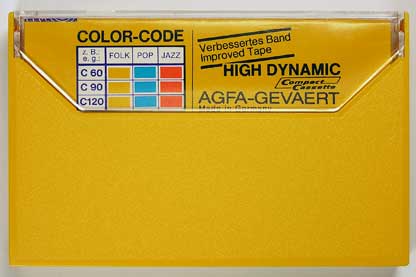 COLOR-CODE
z. B.
e. g.:
FOLK
POP
JAZZ
C 60
C 90
C120
Verbessertes Band
Improved Tape
HIGH DYNAMIC
Compact
Cassette
AGFA-GEVAERT
Made in Germany